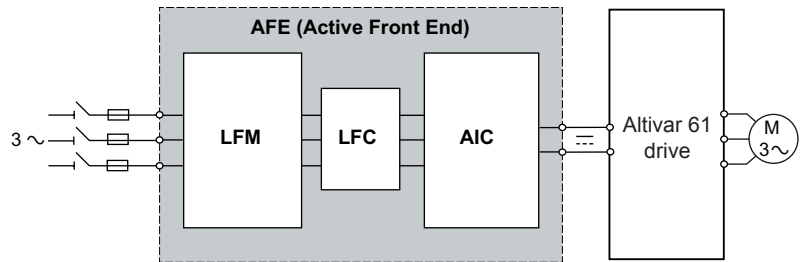 AFE (Active Front End)
3 ~
LFM
LFC
AIC
Altivar 61
drive
M
3~